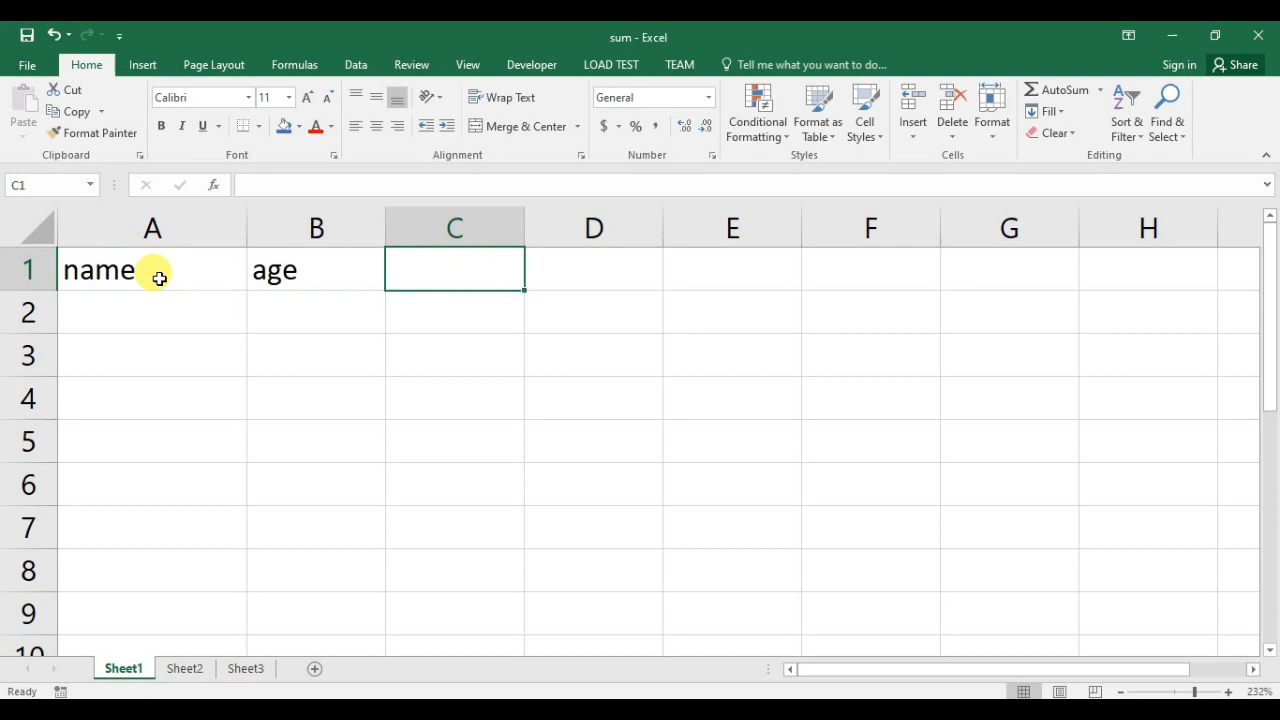 sum - Excel
File Home Insert Page Layout Formulas Data Review View Developer LOAD TEST TEAM Tell me what you want to do... Sign in Share
Paste
Cut
Copy
Format Painter
Clipboard
Calibri 11
B I U A
Font
Wrap Text
Merge & Center
Alignment
General
$ % ,
Number
Conditional Formatting
Format as Table
Cell Styles
Styles
Insert Delete Format
Cells
AutoSum
Fill
Clear
Sort & Filter
Find & Select
Editing
C1 fx
A B C D E F G H
1 name age
2
3
4
5
6
7
8
9
10
Sheet1 Sheet2 Sheet3
Ready 232%